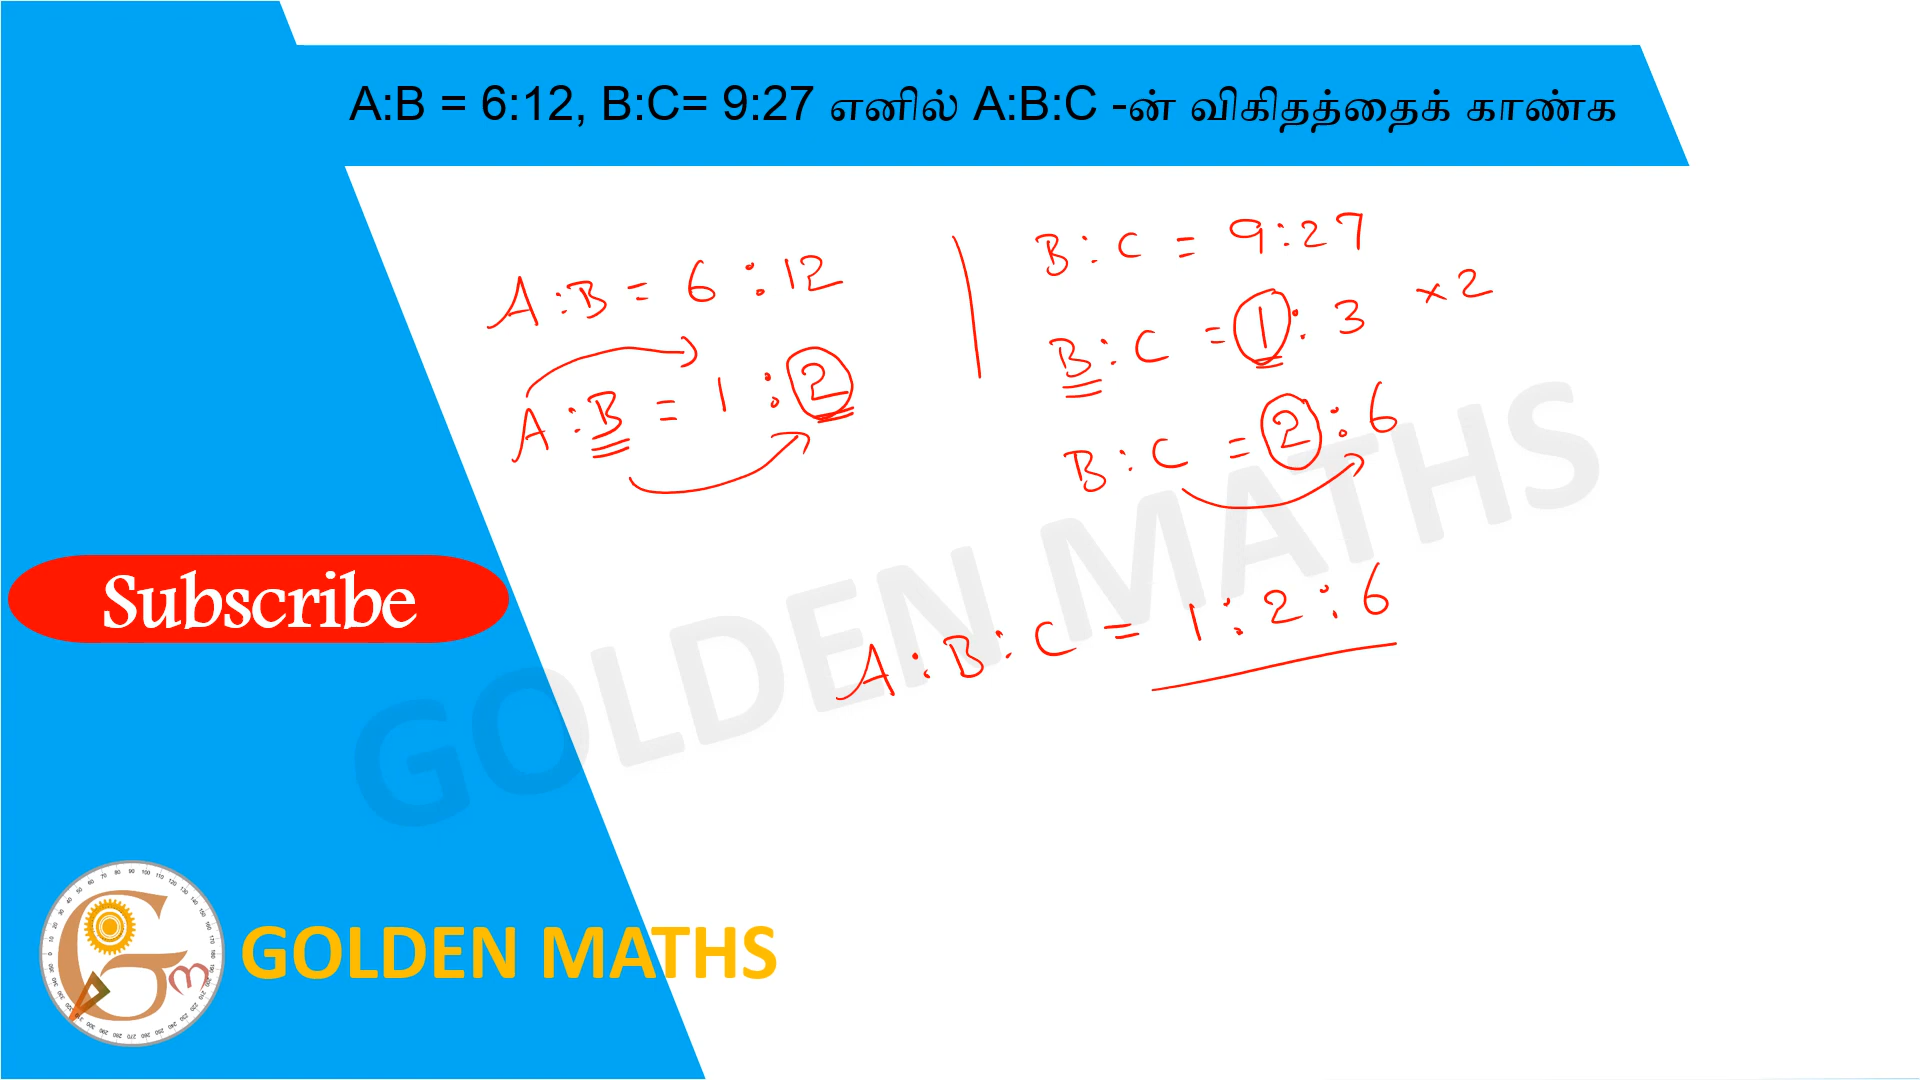 A:B = 6:12, B:C= 9:27 எனில் A:B:C -ன் விகிதத்தைக் காண்க
A:B = 6:12
A:B = 1:2
B:C = 9:27
B:C = 1:3 ×2
B:C = 2:6
A:B:C = 1:2:6
Subscribe
GOLDEN MATHS
GOLDEN MATHS